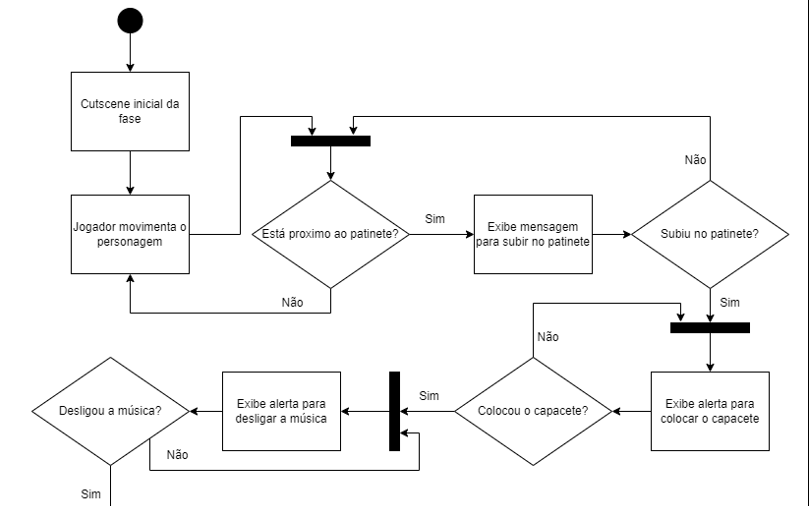 Cutscene inicial da
fase
Jogador movimenta o
personagem
Está proximo ao patinete?
Sim
Não
Exibe mensagem
para subir no patinete
Subiu no patinete?
Não
Sim
Exibe alerta para
colocar o capacete
Colocou o capacete?
Não
Sim
Exibe alerta para
desligar a música
Desligou a música?
Não
Sim